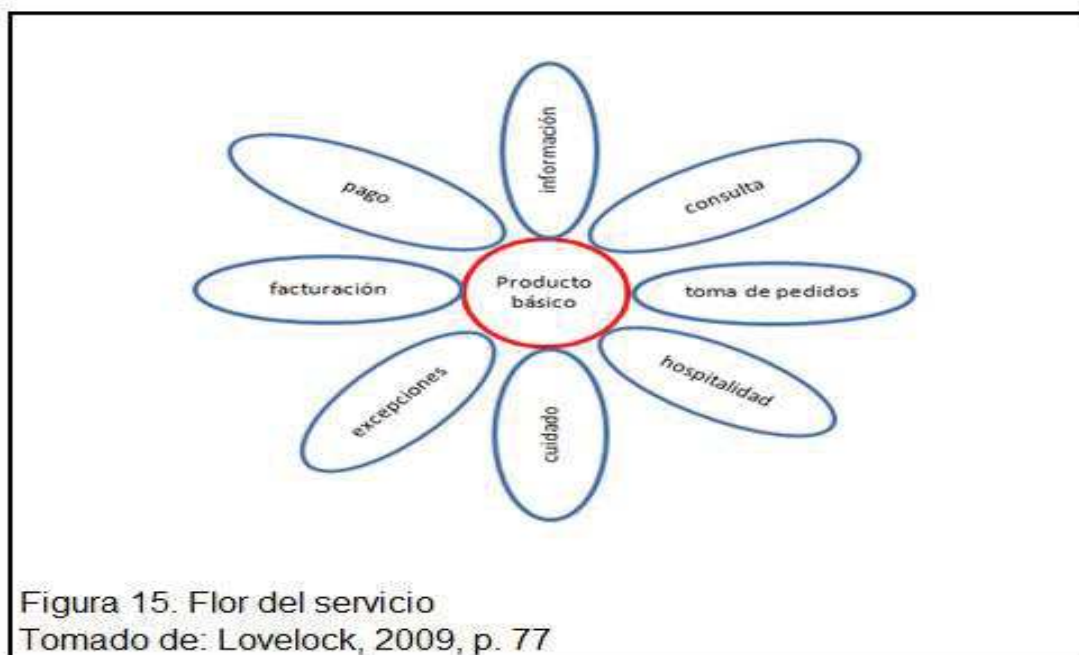 información
consulta
toma de pedidos
hospitalidad
cuidado
excepciones
facturación
pago
Producto
básico
Figura 15. Flor del servicio
Tomado de: Lovelock, 2009, p. 77